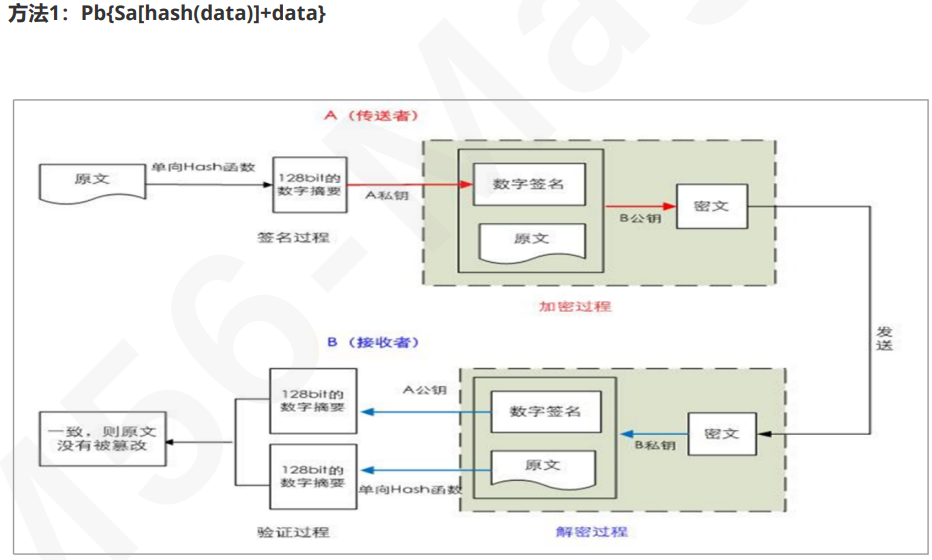 方法1：Pb{Sa[hash(data)]+data}
A（传送者）
原文
单向Hash函数
128bit的
数字摘要
A私钥
数字签名
原文
B公钥
密文
签名过程
加密过程
发
送
B（接收者）
一致，则原文
没有被篡改
128bit的
数字摘要
A公钥
数字签名
B私钥
密文
128bit的
数字摘要
单向Hash函数
原文
验证过程
解密过程